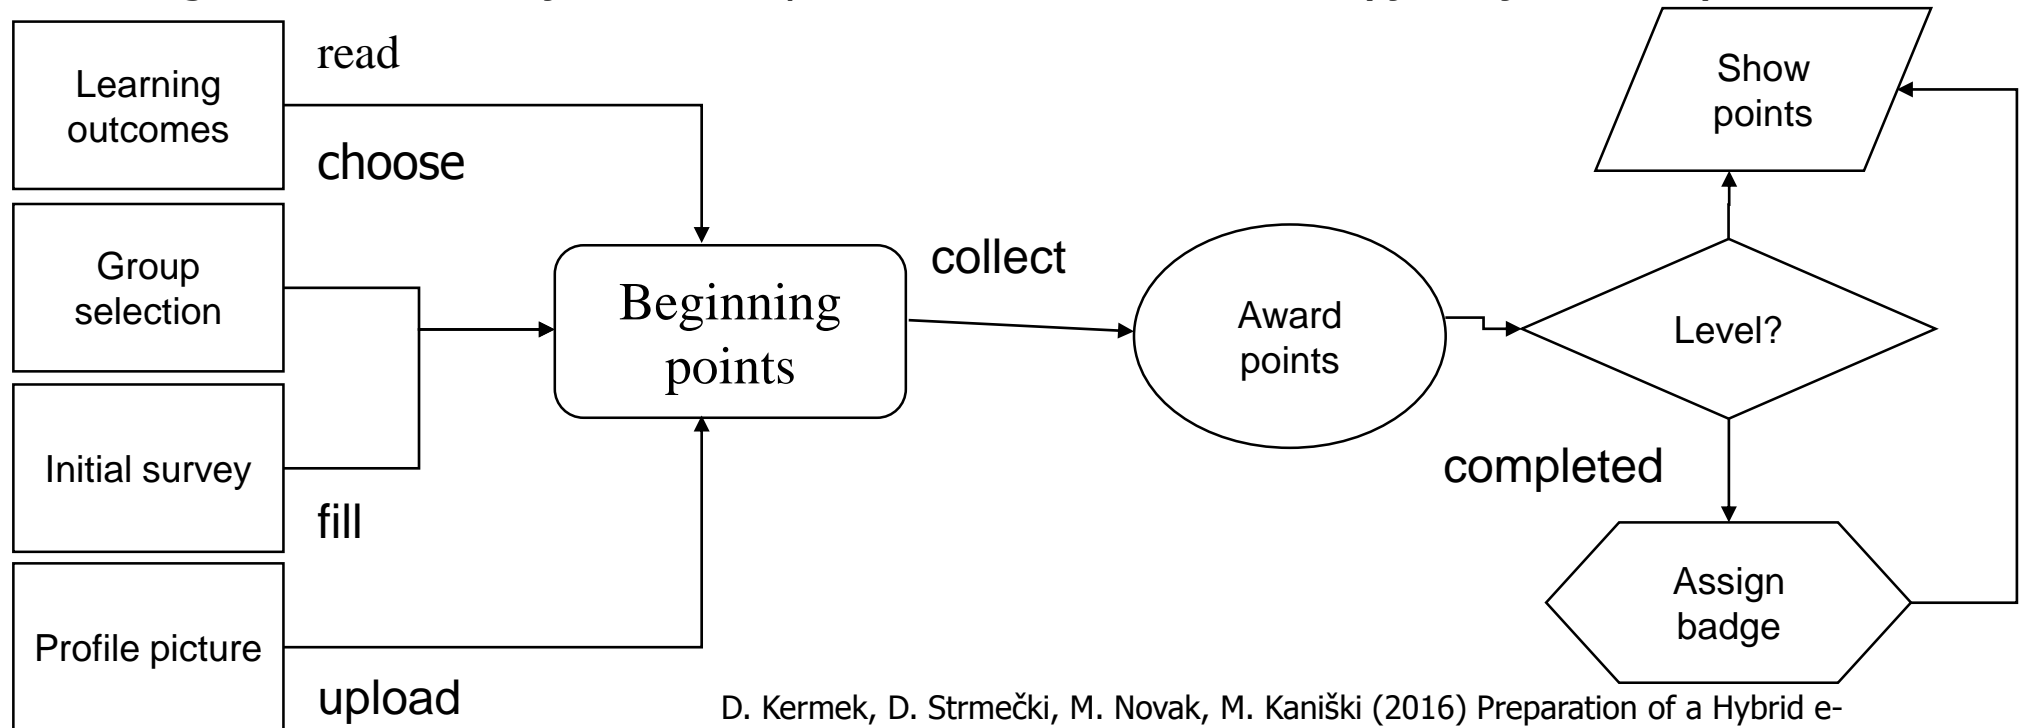 read
Learning
outcomes
choose
Group
selection
Initial survey
fill
Profile picture
upload
Beginning
points
collect
Award
points
Level?
Show
points
completed
Assign
badge
D. Kermek, D. Strmečki, M. Novak, M. Kaniški (2016) Preparation of a Hybrid e-